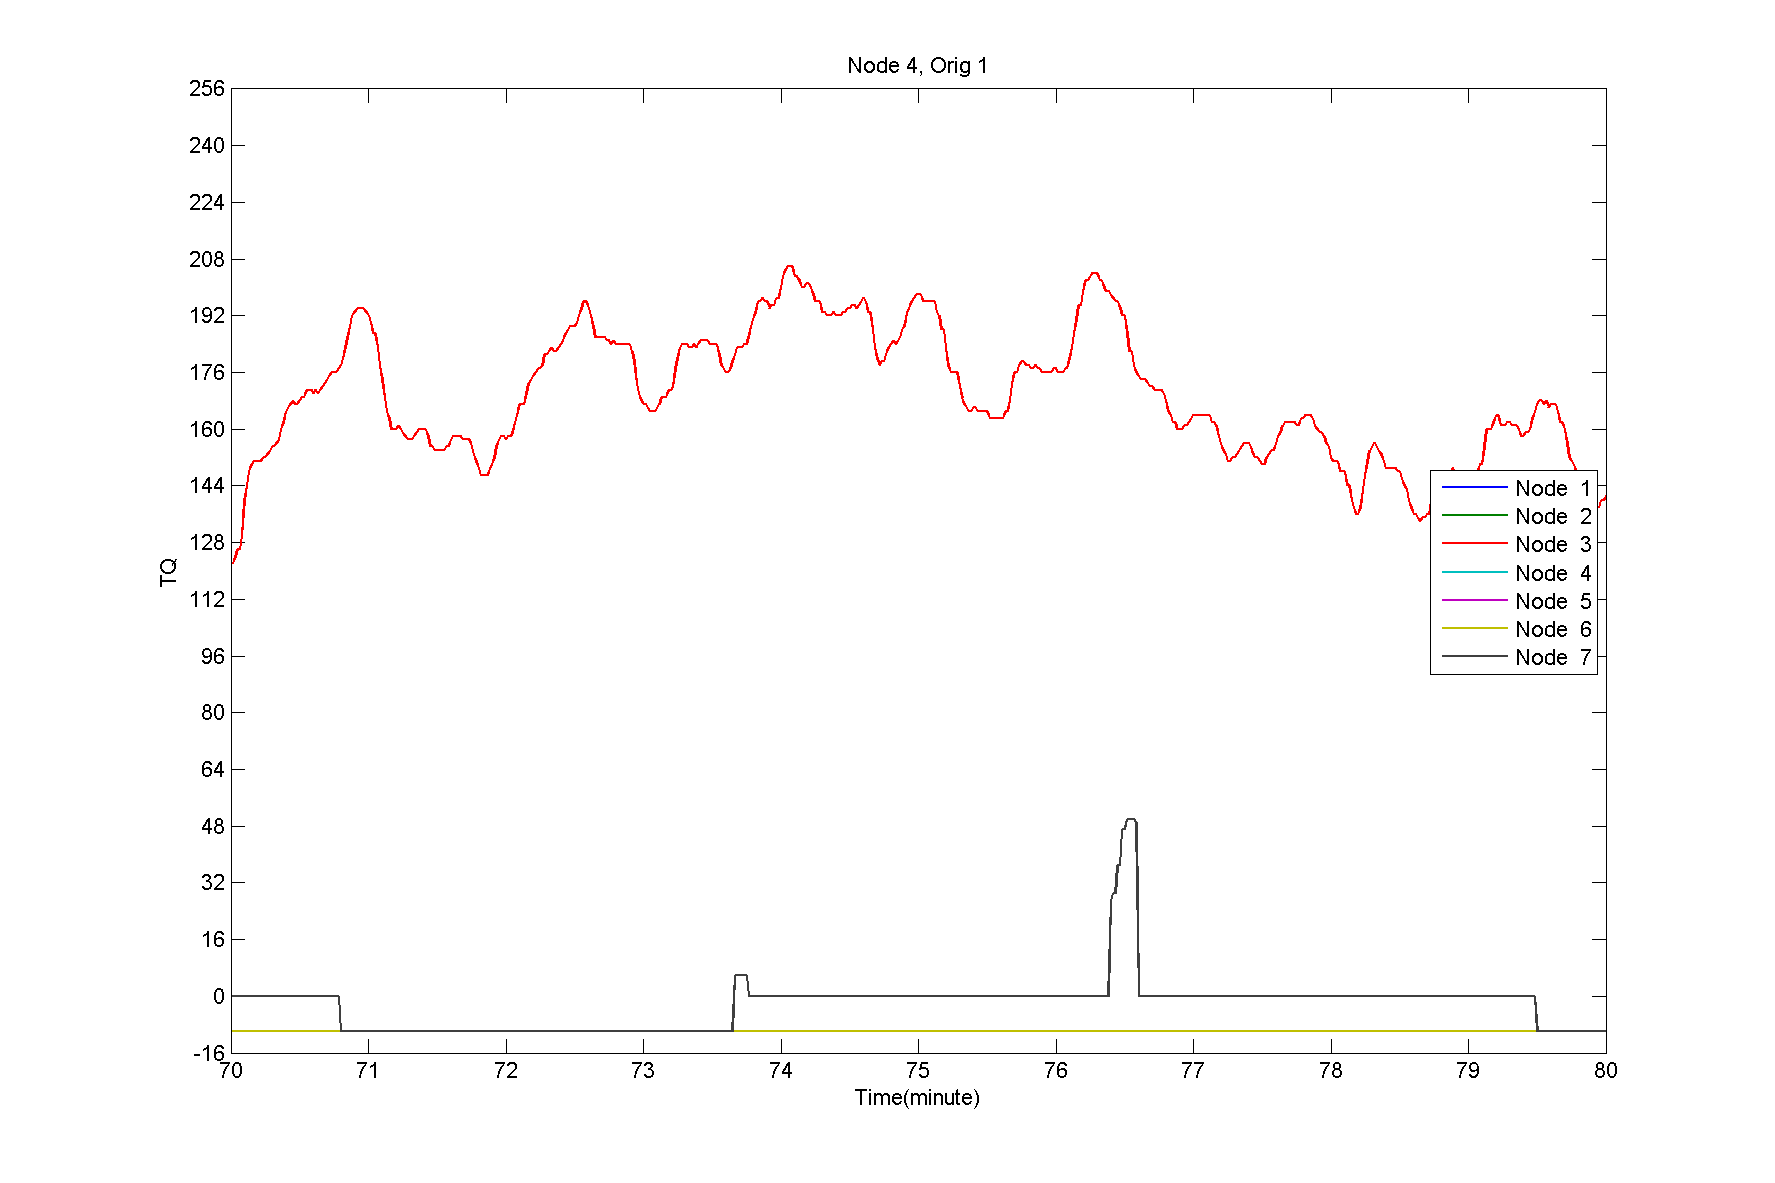 Node 4, Orig 1
256
240
224
208
192
176
160
144
128
112
96
80
64
48
32
16
0
-16
TQ
Node 1
Node 2
Node 3
Node 4
Node 5
Node 6
Node 7
70 71 72 73 74 75 76 77 78 79 80
Time(minute)